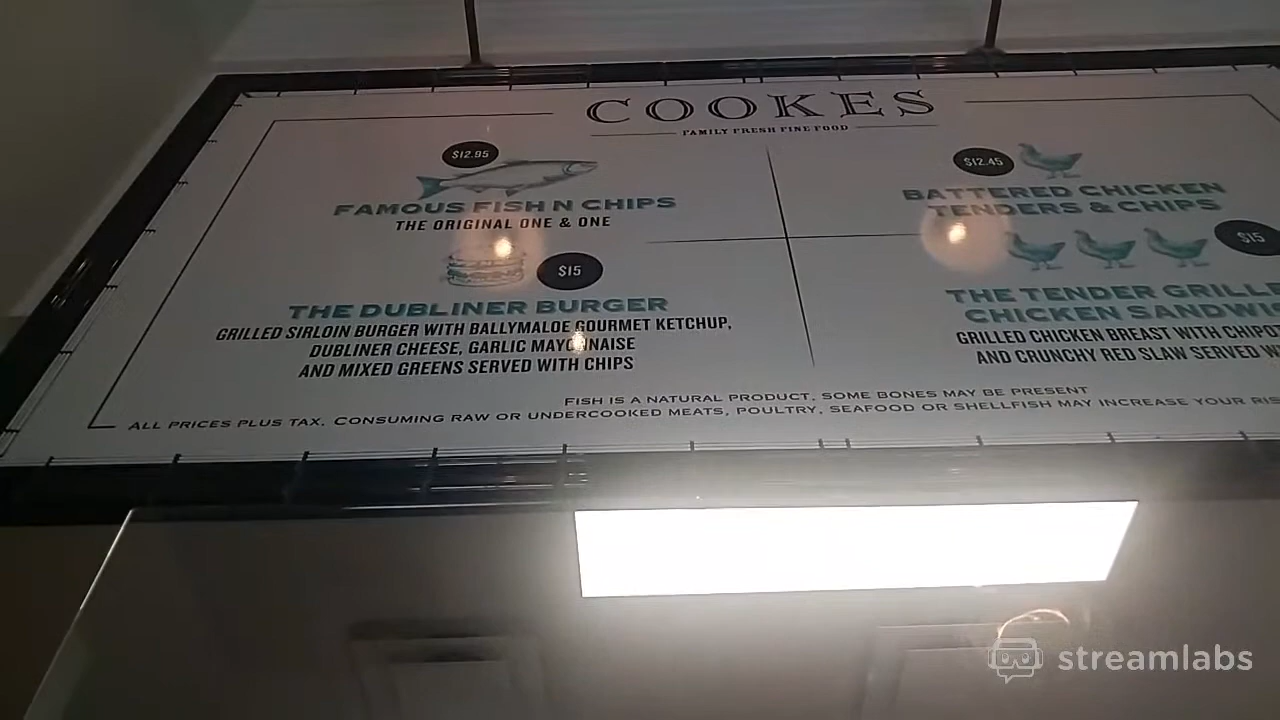 COOKES
FAMILY FRESH FINE FOOD
$12.95
FAMOUS FISH N CHIPS
THE ORIGINAL ONE & ONE
$12.45
BATTERED CHICKEN
TENDERS & CHIPS
$15
THE DUBLINER BURGER
GRILLED SIRLOIN BURGER WITH BALLYMALOE GOURMET KETCHUP,
DUBLINER CHEESE, GARLIC MAYONNAISE
AND MIXED GREENS SERVED WITH CHIPS
$15
THE TENDER GRILLE
CHICKEN SANDWI
GRILLED CHICKEN BREAST WITH CHIPOT
AND CRUNCHY RED SLAW SERVED W
FISH IS A NATURAL PRODUCT, SOME BONES MAY BE PRESENT
ALL PRICES PLUS TAX. CONSUMING RAW OR UNDERCOOKED MEATS, POULTRY, SEAFOOD OR SHELLFISH MAY INCREASE YOUR RIS
streamlabs